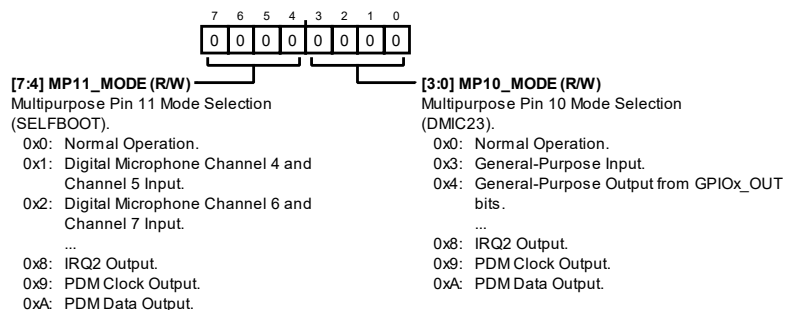 7 6 5 4 3 2 1 0
0 0 0 0 0 0 0 0
[7:4] MP11_MODE (R/W)
Multipurpose Pin 11 Mode Selection
(SELFBOOT).
0x0: Normal Operation.
0x1: Digital Microphone Channel 4 and
Channel 5 Input.
0x2: Digital Microphone Channel 6 and
Channel 7 Input.
...
0x8: IRQ2 Output.
0x9: PDM Clock Output.
0xA: PDM Data Output.
[3:0] MP10_MODE (R/W)
Multipurpose Pin 10 Mode Selection
(DMIC23).
0x0: Normal Operation.
0x3: General-Purpose Input.
0x4: General-Purpose Output from GPIOx_OUT
bits.
...
0x8: IRQ2 Output.
0x9: PDM Clock Output.
0xA: PDM Data Output.